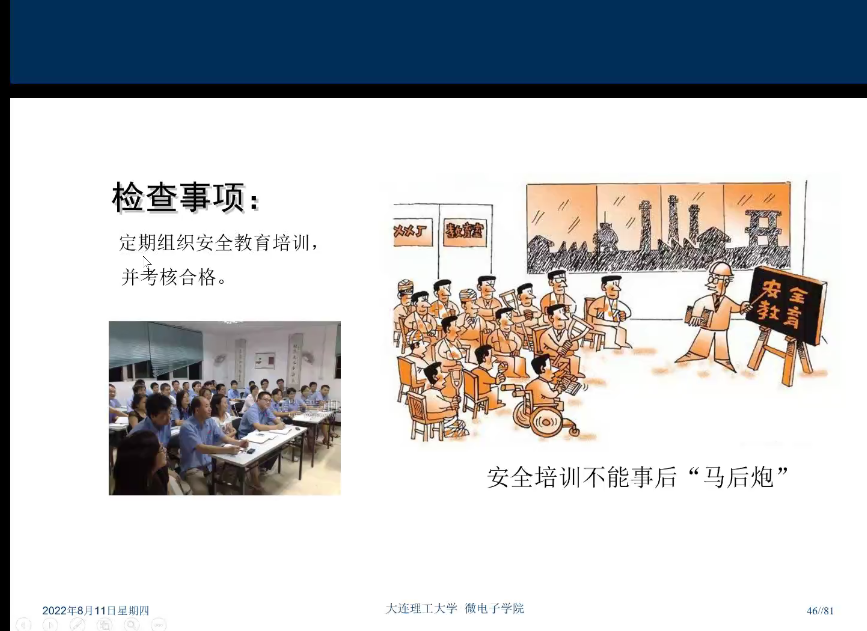 检查事项：
定期组织安全教育培训，
并考核合格。
教育室
安全
教育
安全培训不能事后“马后炮”
2022年8月11日星期四
大连理工大学 微电子学院
46//81